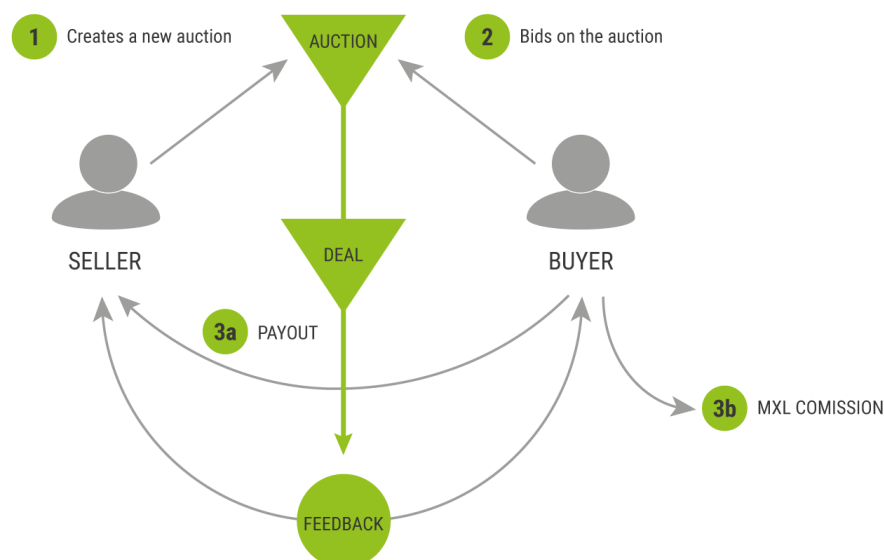 1 Creates a new auction
AUCTION
2 Bids on the auction
SELLER
DEAL
BUYER
3a PAYOUT
3b MXL COMISSION
FEEDBACK